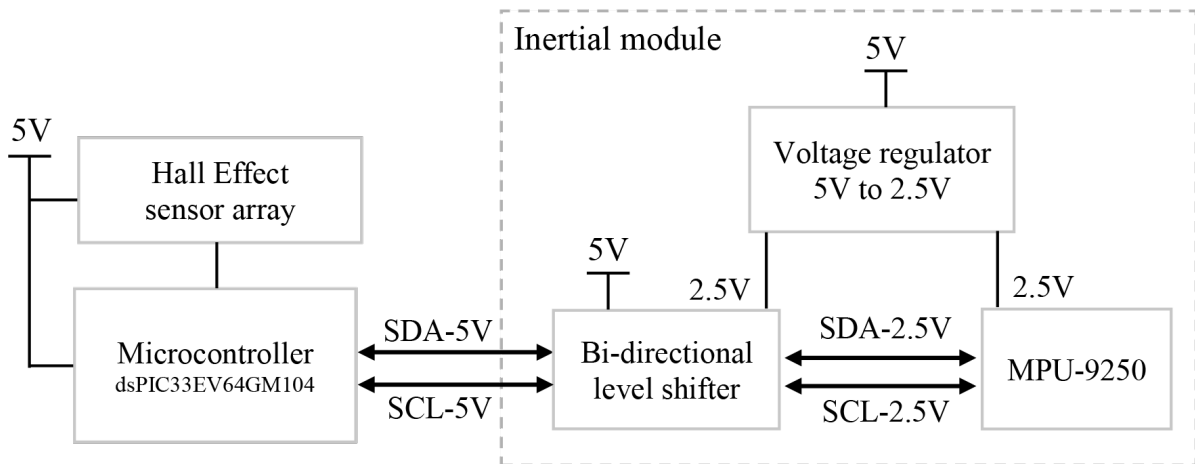 Inertial module
5V
Voltage regulator
5V to 2.5V
5V
Hall Effect
sensor array
5V
2.5V
2.5V
Microcontroller
dsPIC33EV64GM104
SDA-5V
SCL-5V
Bi-directional
level shifter
SDA-2.5V
SCL-2.5V
MPU-9250